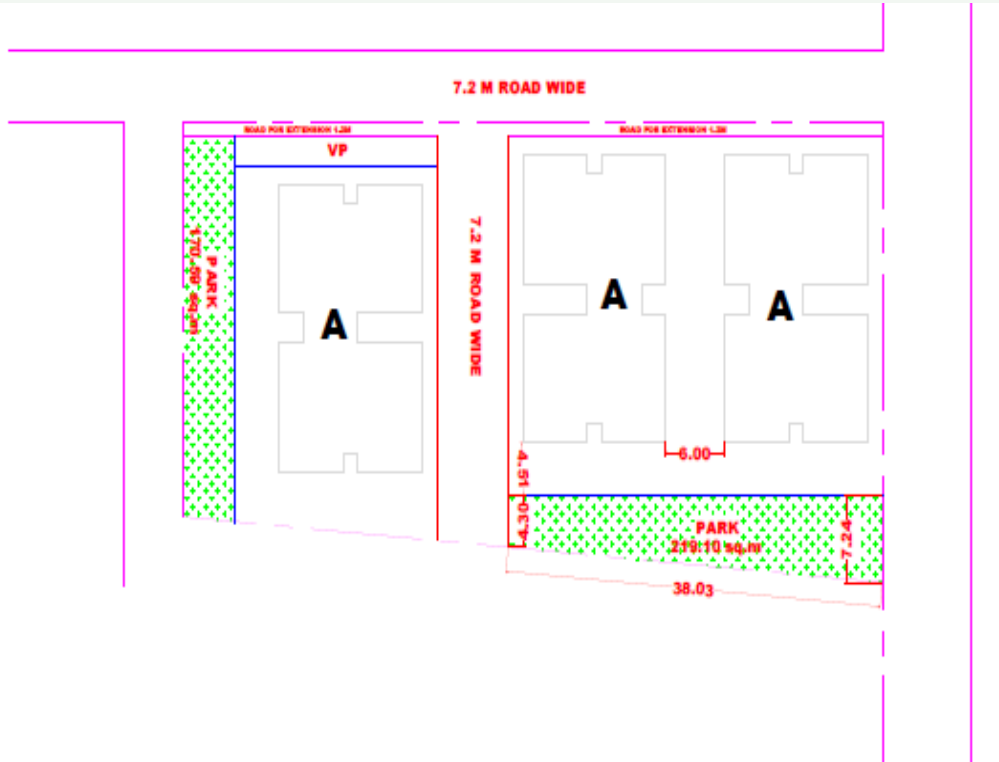 7.2 M ROAD WIDE
ROAD FOR EXTENSION 1.2M
ROAD FOR EXTENSION 1.2M
VP
PARK
170.59 sq.m
A
7.2 M ROAD WIDE
A
A
6.00
4.51
4.30
PARK
219.10 sq.m
7.24
38.03